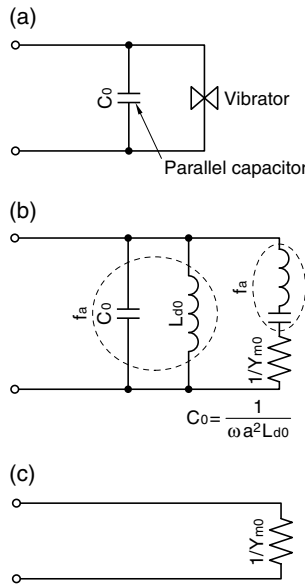 (a)
C0
Vibrator
Parallel capacitor
(b)
fa
C0
Ld0
fa
1/Ym0
C0 = 1 / ωa²Ld0
(c)
1/Ym0